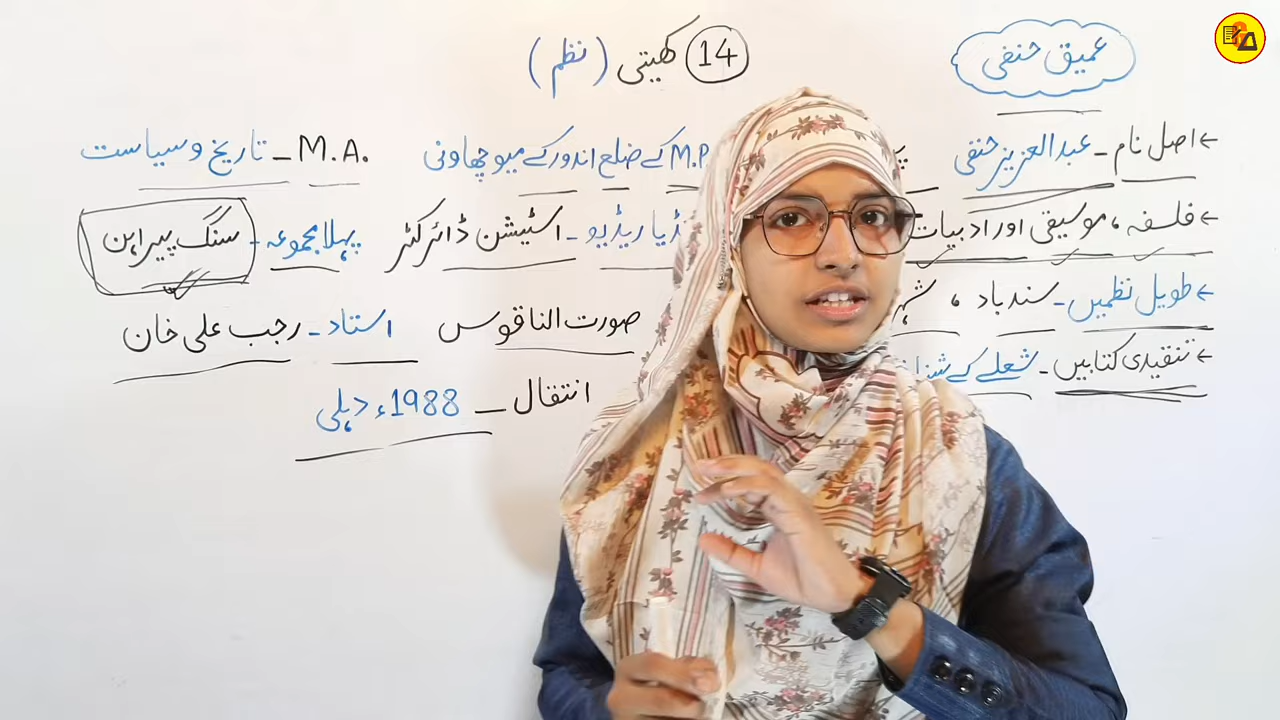 عمیق حنفی
14 کھیتی (نظم)
← اصل نام ـ عبدالعزیز حنفی M.P کے ضلع اندور کے میو چھاونی M.A. ـ تاریخ و سیاست
← فلسفہ، موسیقی اور ادبیات ریڈیو ـ اسٹیشن ڈائرکٹر پہلا مجموعہ ـ سنگ پیراہن
← طویل نظمیں ـ سندباد، صورت الناقوس استاد ـ رجب علی خان
← تنقیدی کتابیں ـ شعلے کے انتقال ـ 1988ء دہلی